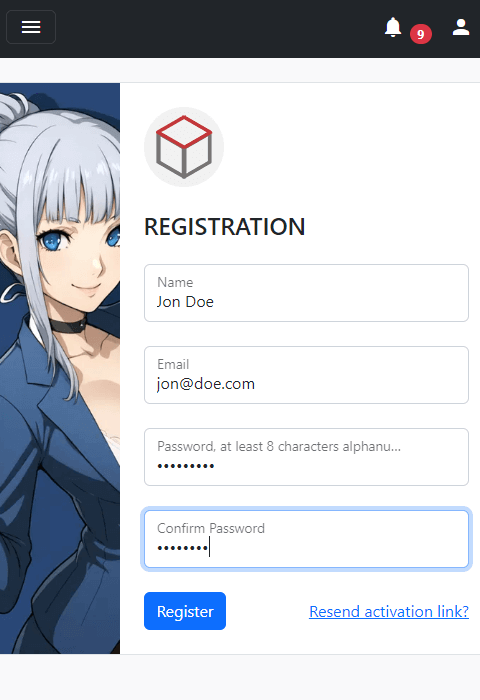 9
REGISTRATION
Name
Jon Doe
Email
jon@doe.com
Password, at least 8 characters alphanu...
•••••••••
Confirm Password
••••••••
Register
Resend activation link?